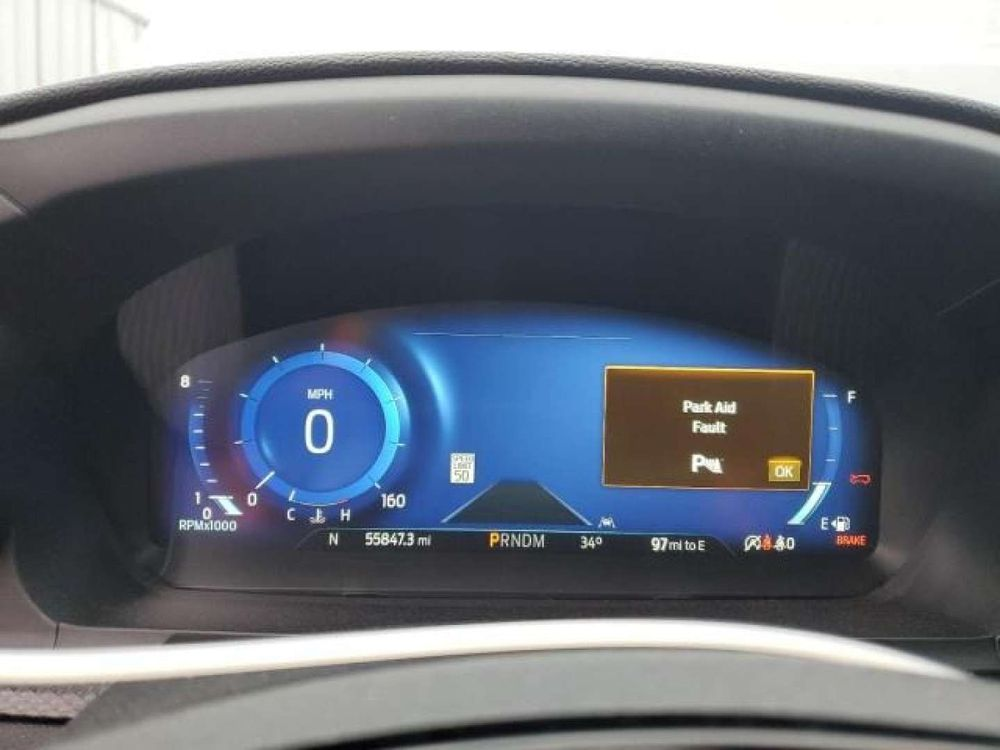 Park Aid
Fault
P
OK
8
MPH
0
SPEED
LIMIT
50
1
0
RPMx1000
0
160
C
H
F
E
N
55847.3 mi
PRNDM
34°
97 mi to E
BRAKE